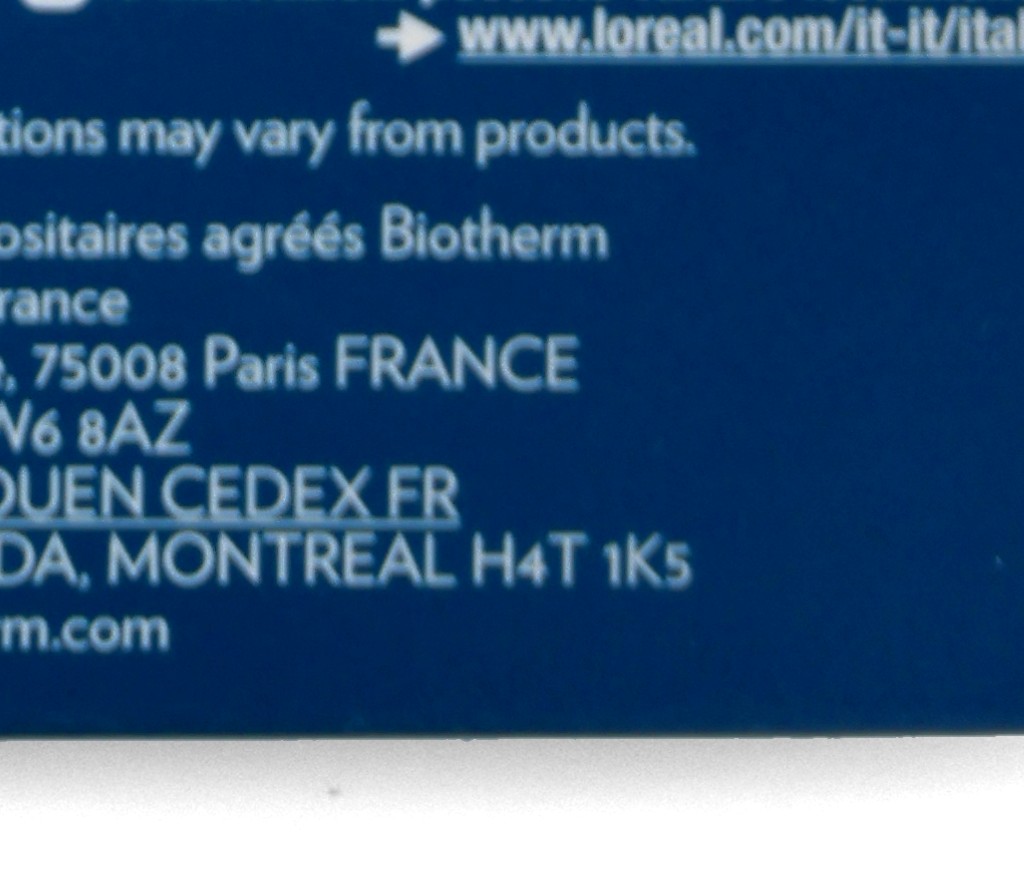 www.loreal.com/it-it/ital
tions may vary from products.
ositaires agréés Biotherm
rance
e, 75008 Paris FRANCE
W6 8AZ
OUEN CEDEX FR
DA, MONTREAL H4T 1K5
rm.com